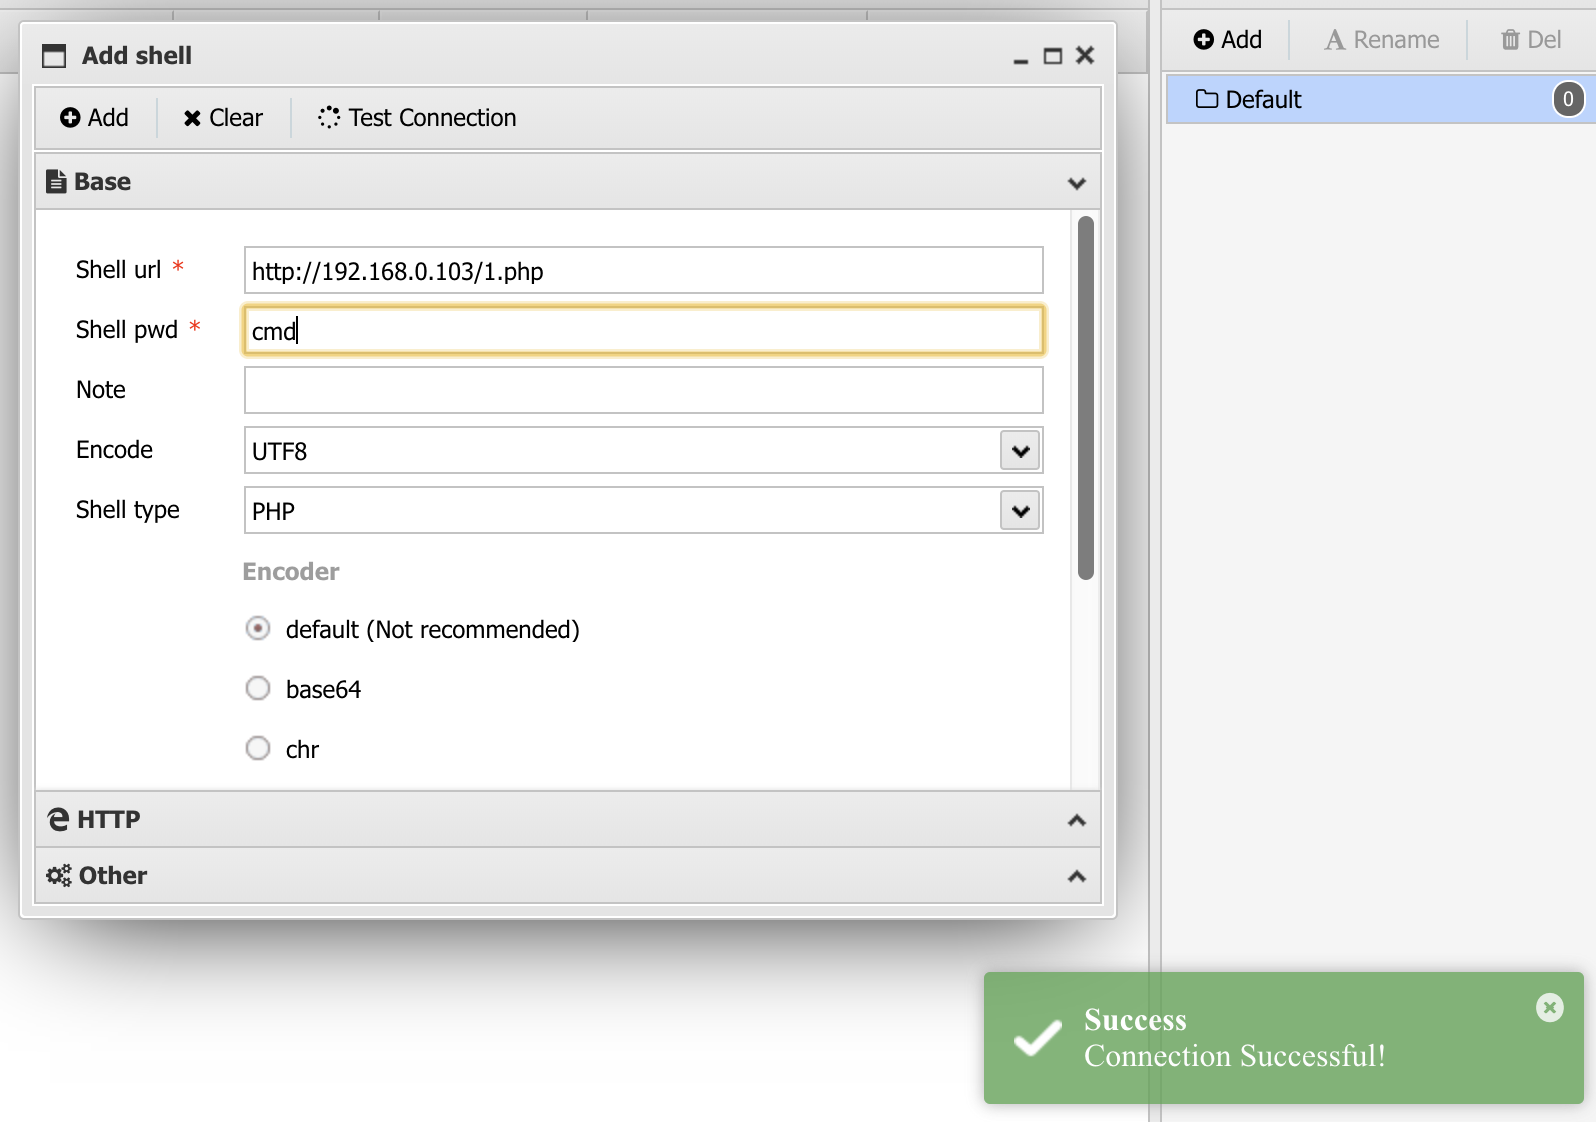 Add shell
Add
Clear
Test Connection
Base
Shell url *
http://192.168.0.103/1.php
Shell pwd *
cmd
Note
Encode
UTF8
Shell type
PHP
Encoder
default (Not recommended)
base64
chr
HTTP
Other
Add
Rename
Del
Default
0
Success
Connection Successful!